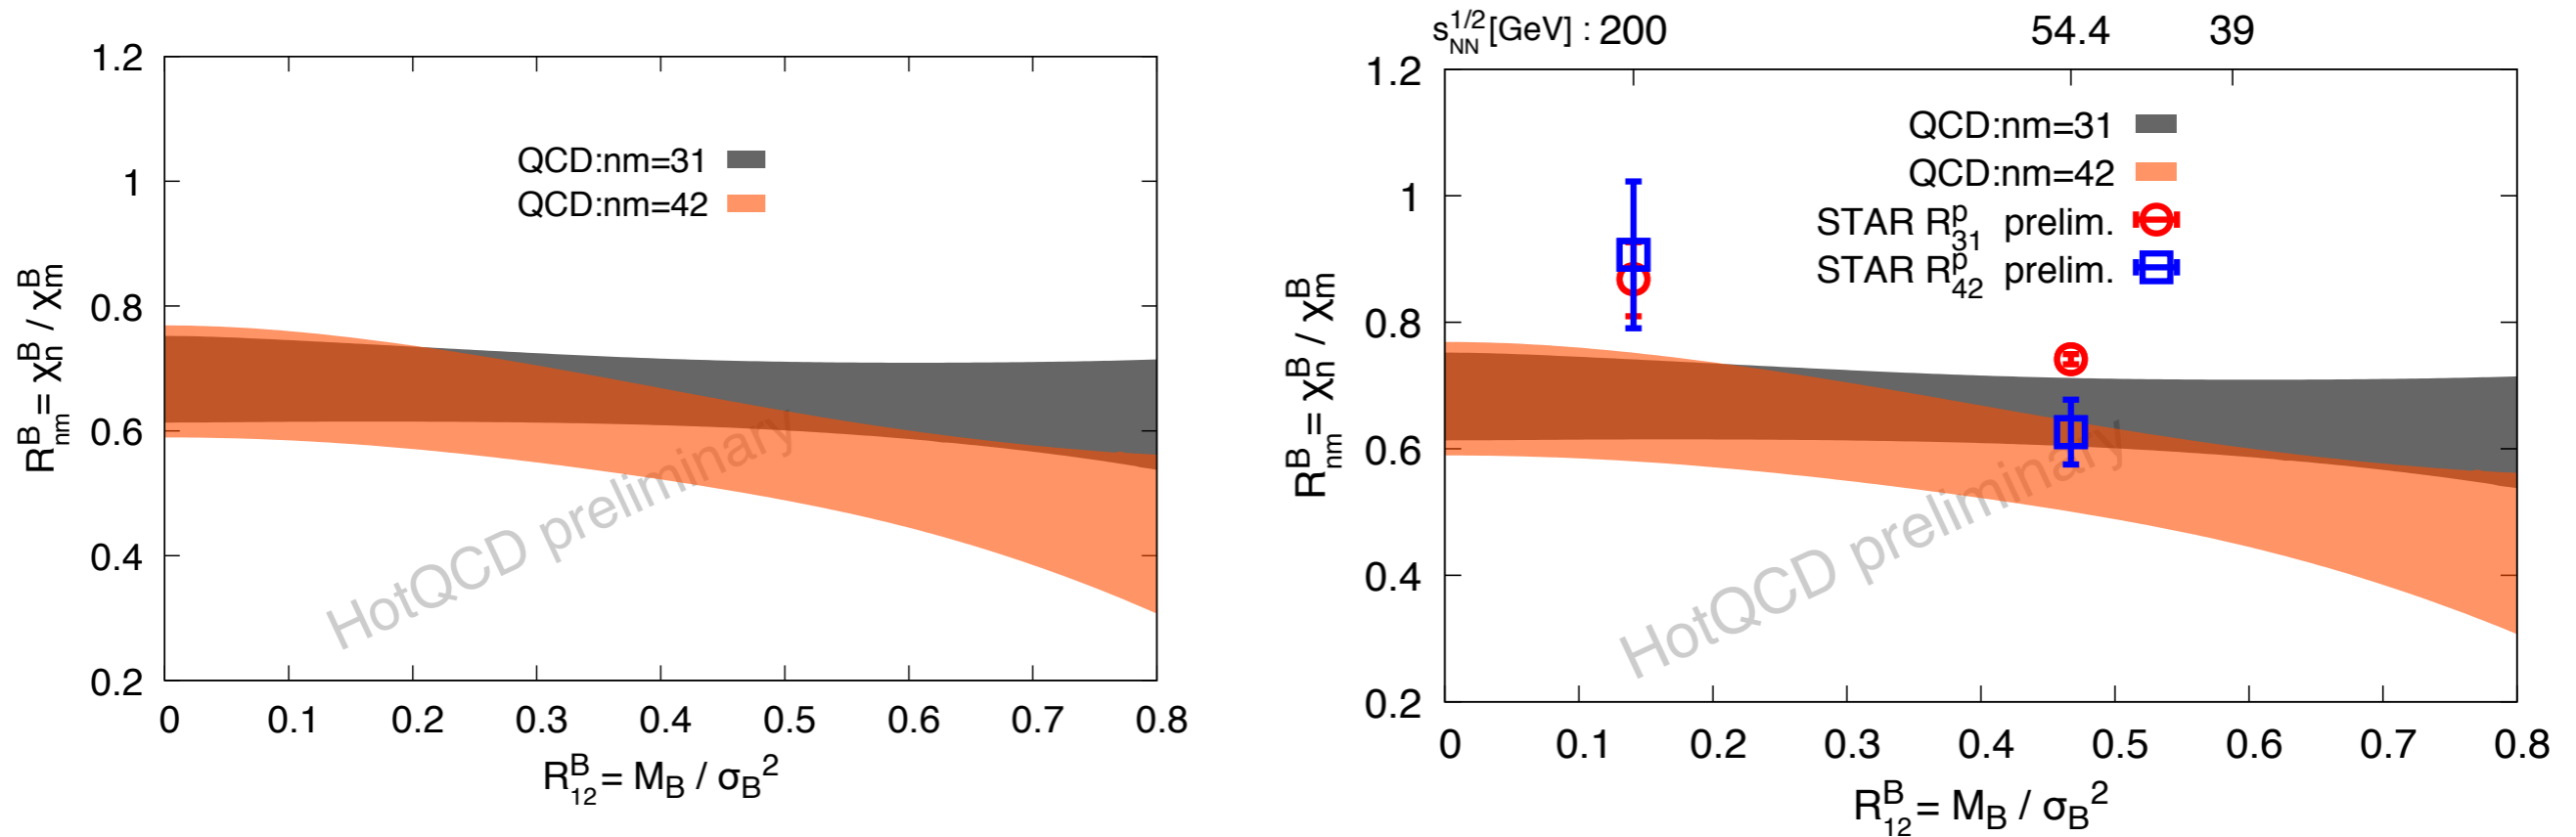 1.2
1
0.8
0.6
0.4
0.2
QCD:nm=31
QCD:nm=42
HotQCD preliminary
R^B_nm = χ^B_n / χ^B_m
0 0.1 0.2 0.3 0.4 0.5 0.6 0.7 0.8
R^B_12 = M_B / σ_B^2
s^1/2_NN [GeV] : 200 54.4 39
1.2
1
0.8
0.6
0.4
0.2
QCD:nm=31
QCD:nm=42
STAR R^p_31 prelim.
STAR R^p_42 prelim.
HotQCD preliminary
R^B_nm = χ^B_n / χ^B_m
0 0.1 0.2 0.3 0.4 0.5 0.6 0.7 0.8
R^B_12 = M_B / σ_B^2